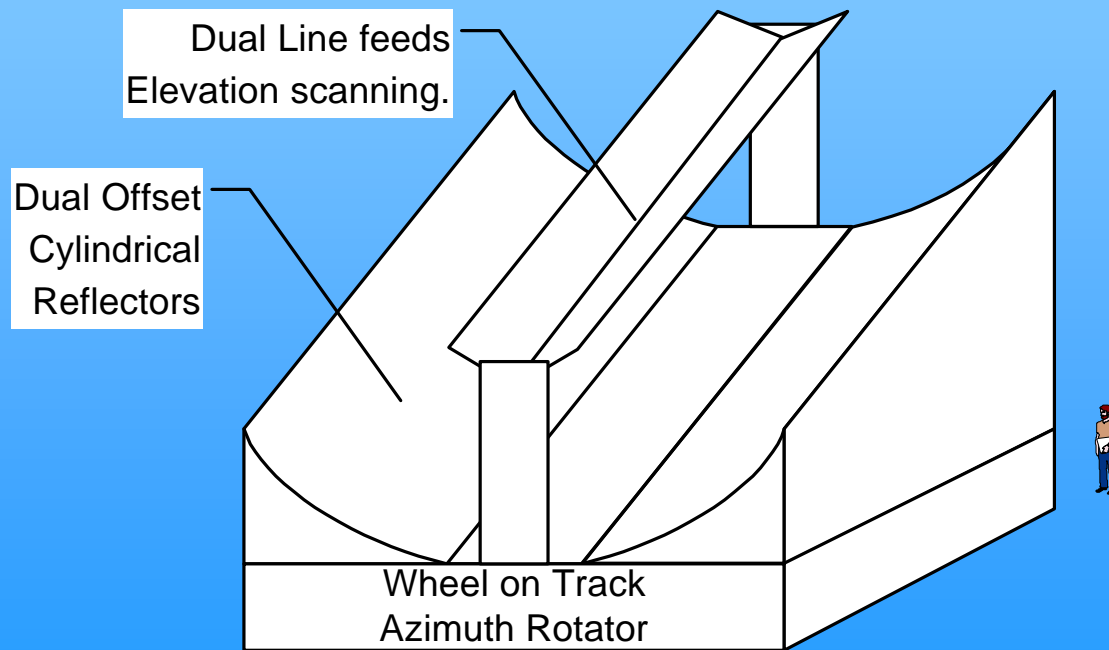 Dual Line feeds
Elevation scanning.
Dual Offset
Cylindrical
Reflectors
Wheel on Track
Azimuth Rotator